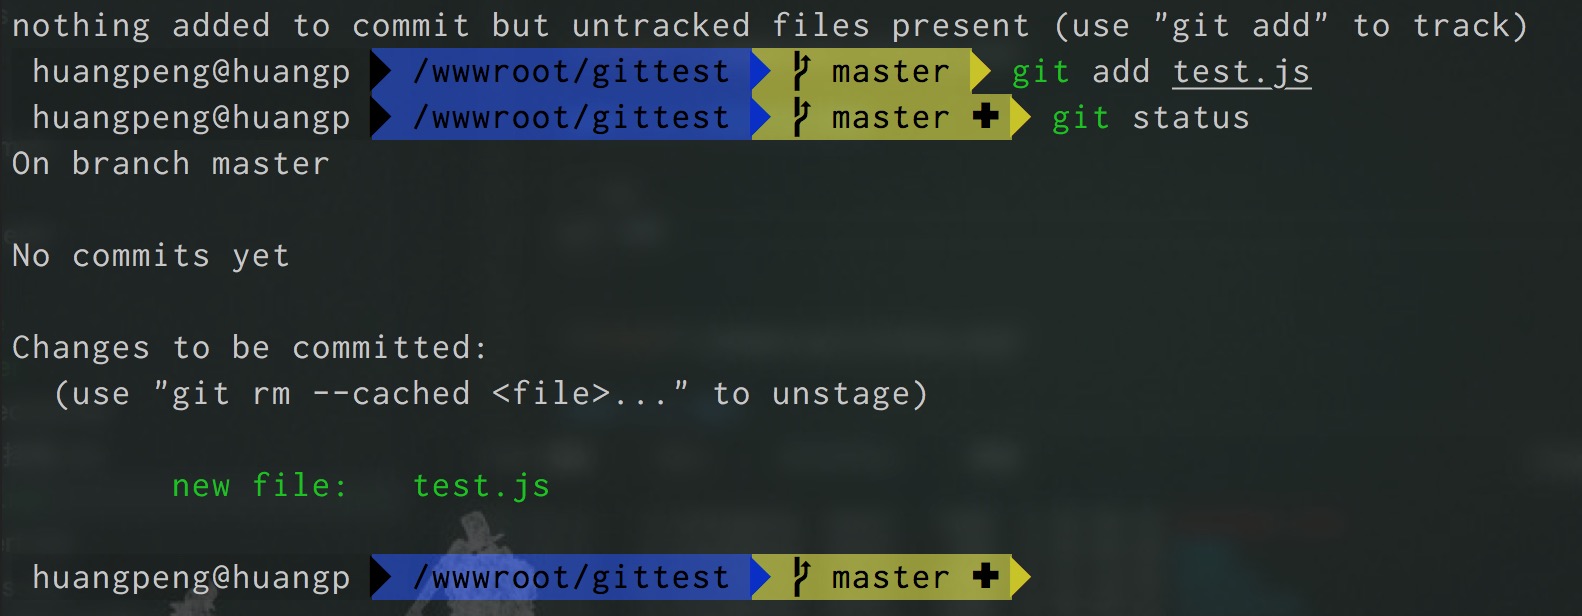 nothing added to commit but untracked files present (use "git add" to track)
huangpeng@huangp /wwwroot/gittest master git add test.js
huangpeng@huangp /wwwroot/gittest master ✚ git status
On branch master
No commits yet
Changes to be committed:
(use "git rm --cached <file>..." to unstage)
new file: test.js
huangpeng@huangp /wwwroot/gittest master ✚